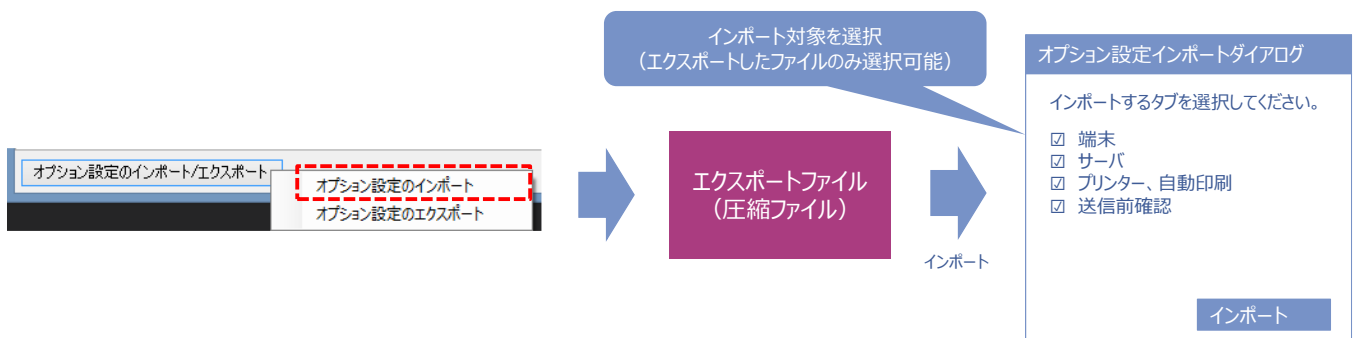 オプション設定のインポート/エクスポート
オプション設定のインポート
オプション設定のエクスポート
エクスポートファイル
（圧縮ファイル）
インポート
インポート対象を選択
（エクスポートしたファイルのみ選択可能）
オプション設定インポートダイアログ
インポートするタブを選択してください。
☑ 端末
☑ サーバ
☑ プリンター、自動印刷
☑ 送信前確認
インポート